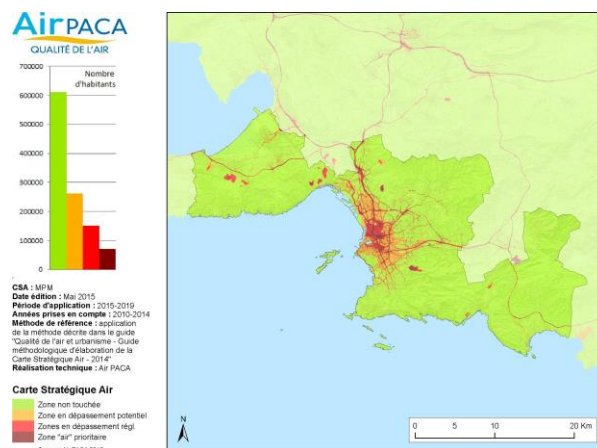 AirPACA
QUALITÉ DE L'AIR
700000
Nombre
d'habitants
600000
500000
400000
300000
200000
100000
0
CSA : MPM
Date édition : Mai 2015
Période d'application : 2015-2019
Années prises en compte : 2010-2014
Méthode de référence : application
de la méthode décrite dans le guide
"Qualité de l'air et urbanisme - Guide
méthodologique d'élaboration de la
Carte Stratégique Air - 2014"
Réalisation technique : Air PACA
Carte Stratégique Air
Zone non touchée
Zone en dépassement potentiel
Zones en dépassement régl.
Zone "air" prioritaire
N
0 5 10 20 Km